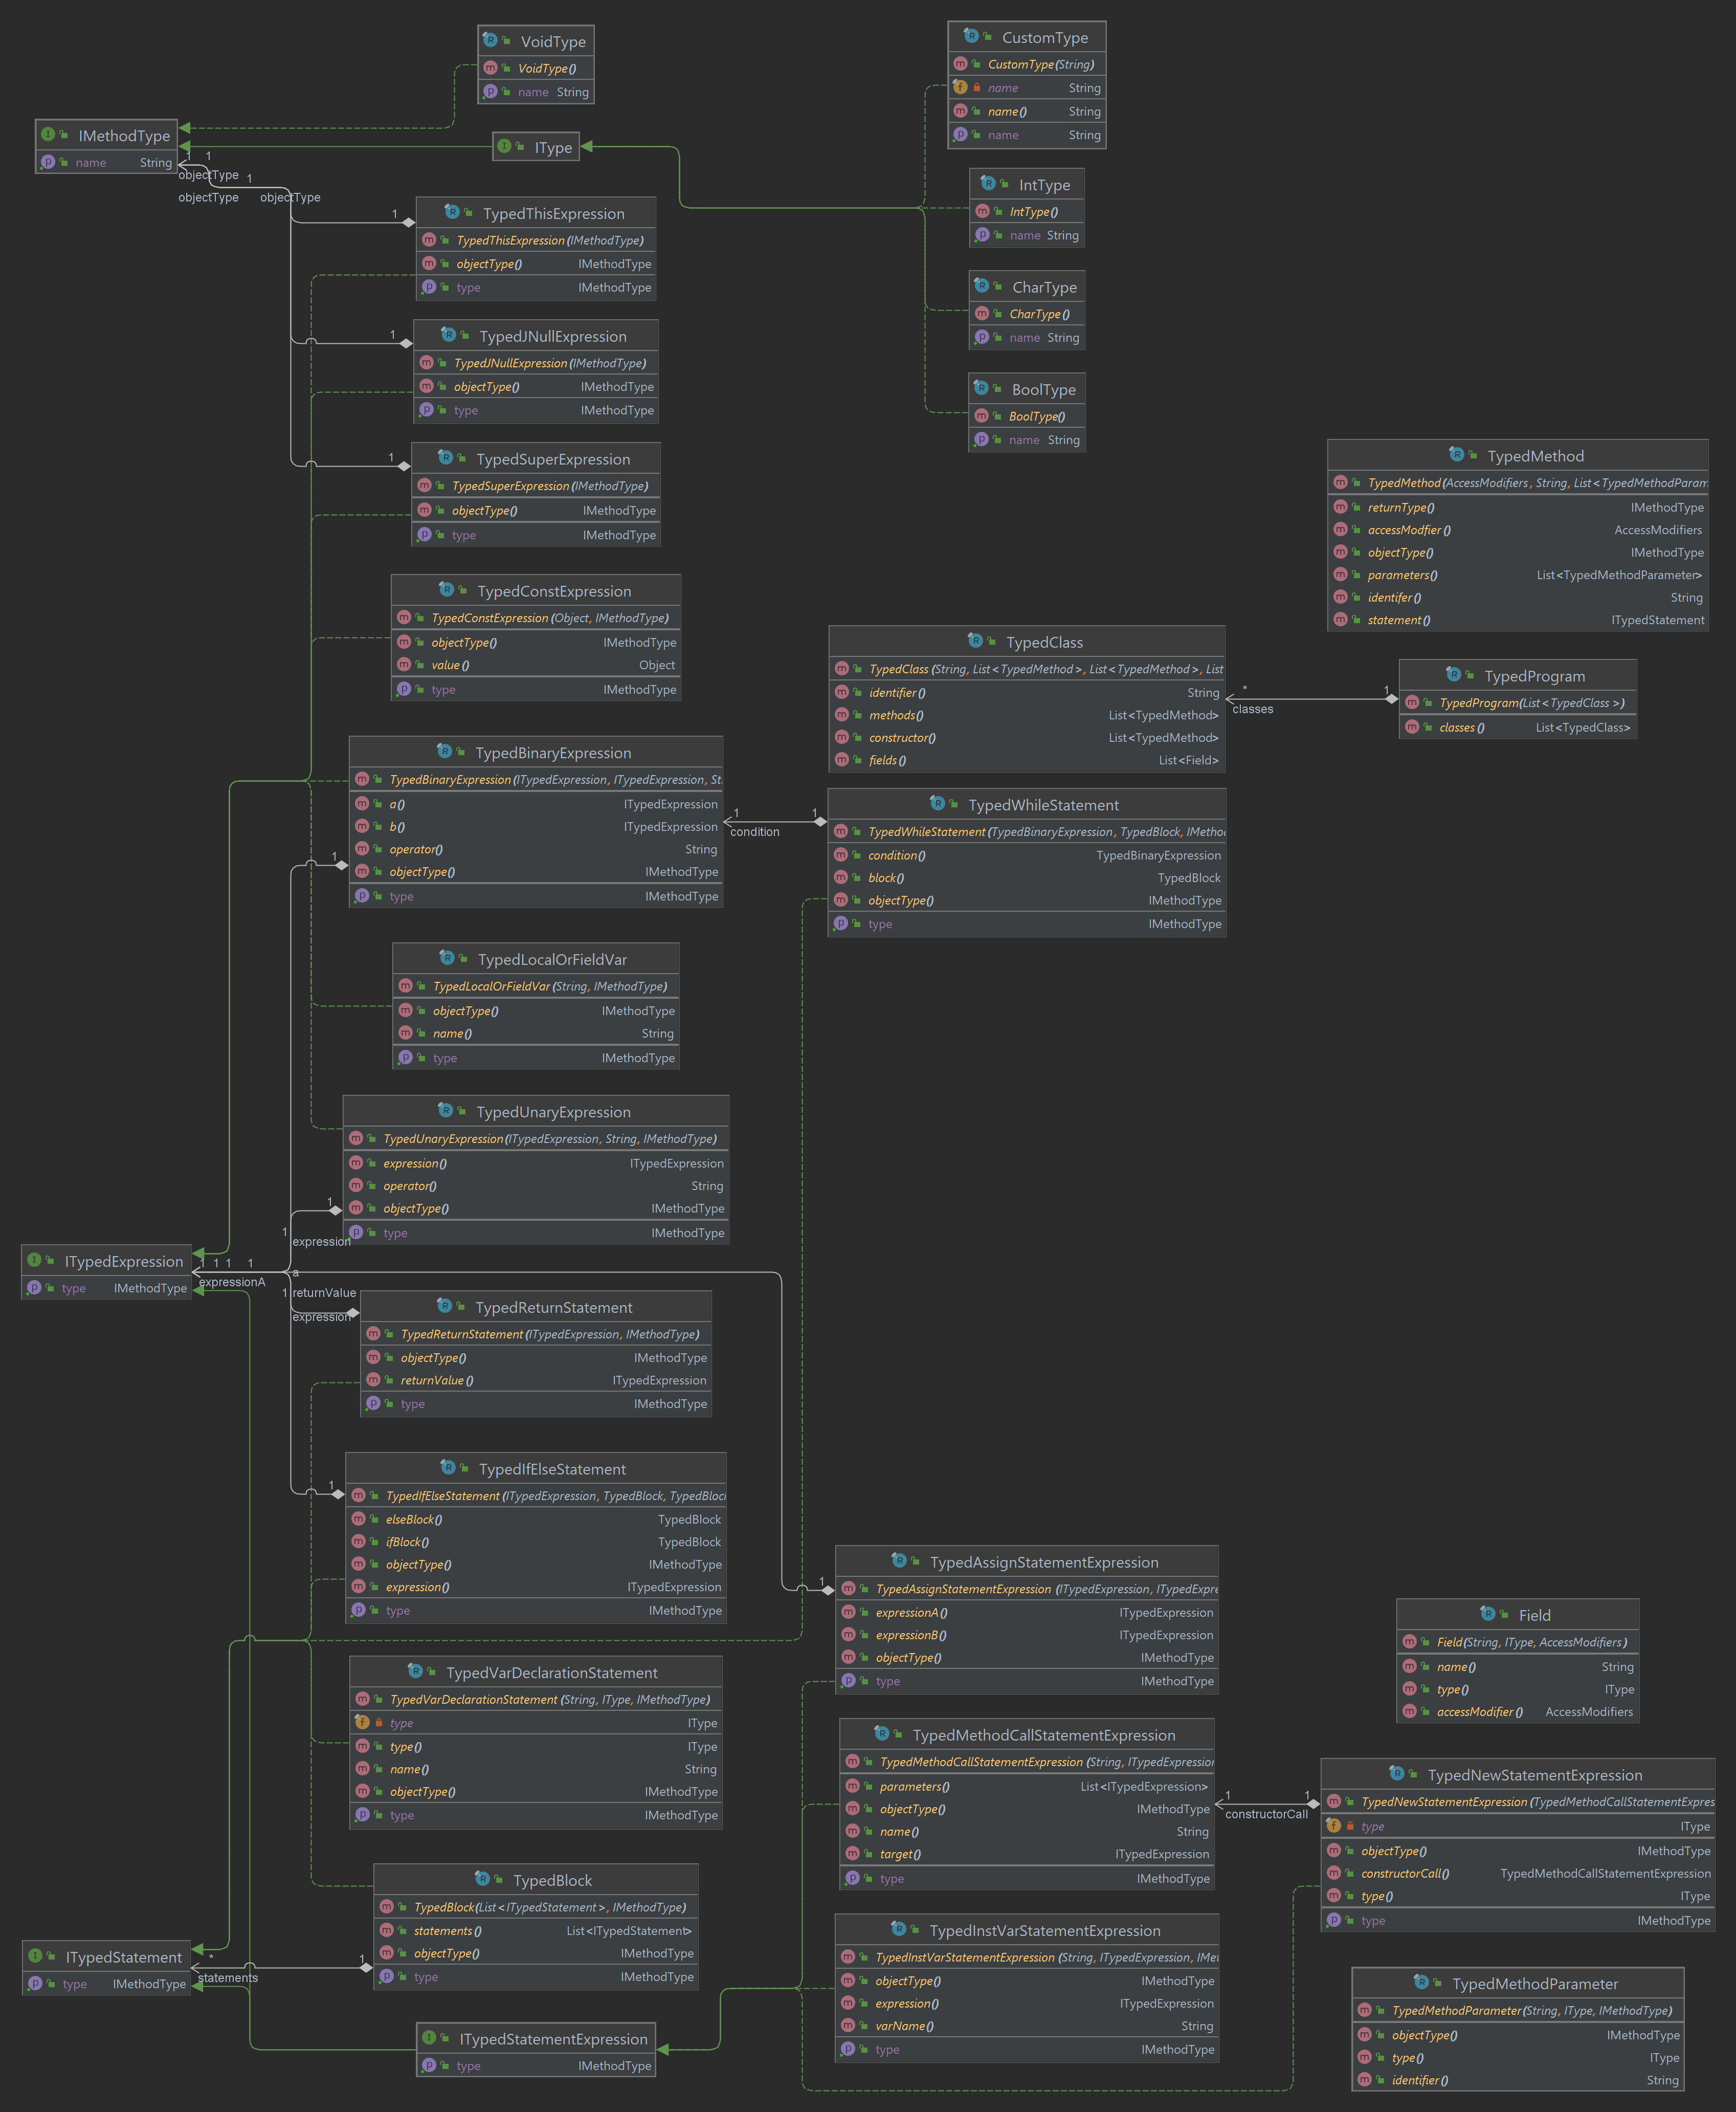 VoidType
VoidType()
name String
CustomType
CustomType(String)
name String
name() String
name String
IMethodType
name String
IType
1 1
objectType
objectType
1
objectType
IntType
IntType()
name String
1
TypedThisExpression
TypedThisExpression(IMethodType)
objectType() IMethodType
type IMethodType
CharType
CharType()
name String
1
TypedJNullExpression
TypedJNullExpression(IMethodType)
objectType() IMethodType
type IMethodType
BoolType
BoolType()
name String
1
TypedSuperExpression
TypedSuperExpression(IMethodType)
objectType() IMethodType
type IMethodType
TypedMethod
TypedMethod(AccessModifiers, String, List<TypedMethodParam
returnType() IMethodType
accessModfier() AccessModifiers
objectType() IMethodType
parameters() List<TypedMethodParameter>
identifer() String
statement() ITypedStatement
TypedConstExpression
TypedConstExpression(Object, IMethodType)
objectType() IMethodType
value() Object
type IMethodType
TypedClass
TypedClass(String, List<TypedMethod>, List<TypedMethod>, List
identifier() String
methods() List<TypedMethod>
constructor() List<TypedMethod>
fields() List<Field>
*
classes
1
TypedProgram
TypedProgram(List<TypedClass>)
classes() List<TypedClass>
TypedBinaryExpression
TypedBinaryExpression(ITypedExpression, ITypedExpression, St
a() ITypedExpression
b() ITypedExpression
operator() String
objectType() IMethodType
type IMethodType
1
1
condition
1
TypedWhileStatement
TypedWhileStatement(TypedBinaryExpression, TypedBlock, IMetho
condition() TypedBinaryExpression
block() TypedBlock
objectType() IMethodType
type IMethodType
TypedLocalOrFieldVar
TypedLocalOrFieldVar(String, IMethodType)
objectType() IMethodType
name() String
type IMethodType
TypedUnaryExpression
TypedUnaryExpression(ITypedExpression, String, IMethodType)
expression() ITypedExpression
operator() String
objectType() IMethodType
type IMethodType
1
1
expression
ITypedExpression
type IMethodType
1 1 1 1
expressionA
a
1
returnValue
expression
TypedReturnStatement
TypedReturnStatement(ITypedExpression, IMethodType)
objectType() IMethodType
returnValue() ITypedExpression
type IMethodType
1
TypedIfElseStatement
TypedIfElseStatement(ITypedExpression, TypedBlock, TypedBloc
elseBlock() TypedBlock
ifBlock() TypedBlock
objectType() IMethodType
expression() ITypedExpression
type IMethodType
1
TypedAssignStatementExpression
TypedAssignStatementExpression(ITypedExpression, ITypedExpre
expressionA() ITypedExpression
expressionB() ITypedExpression
objectType() IMethodType
type IMethodType
Field
Field(String, IType, AccessModifiers)
name() String
type() IType
accessModifier() AccessModifiers
TypedVarDeclarationStatement
TypedVarDeclarationStatement(String, IType, IMethodType)
type IType
type() IType
name() String
objectType() IMethodType
type IMethodType
TypedMethodCallStatementExpression
TypedMethodCallStatementExpression(String, ITypedExpression
parameters() List<ITypedExpression>
objectType() IMethodType
name() String
target() ITypedExpression
type IMethodType
1
constructorCall
1
TypedNewStatementExpression
TypedNewStatementExpression(TypedMethodCallStatementExpres
type IType
objectType() IMethodType
constructorCall() TypedMethodCallStatementExpression
type() IType
type IMethodType
TypedBlock
TypedBlock(List<ITypedStatement>, IMethodType)
statements() List<ITypedStatement>
objectType() IMethodType
type IMethodType
1
ITypedStatement
type IMethodType
*
statements
TypedInstVarStatementExpression
TypedInstVarStatementExpression(String, ITypedExpression, IMe
objectType() IMethodType
expression() ITypedExpression
varName() String
type IMethodType
ITypedStatementExpression
type IMethodType
TypedMethodParameter
TypedMethodParameter(String, IType, IMethodType)
objectType() IMethodType
type() IType
identifier() String